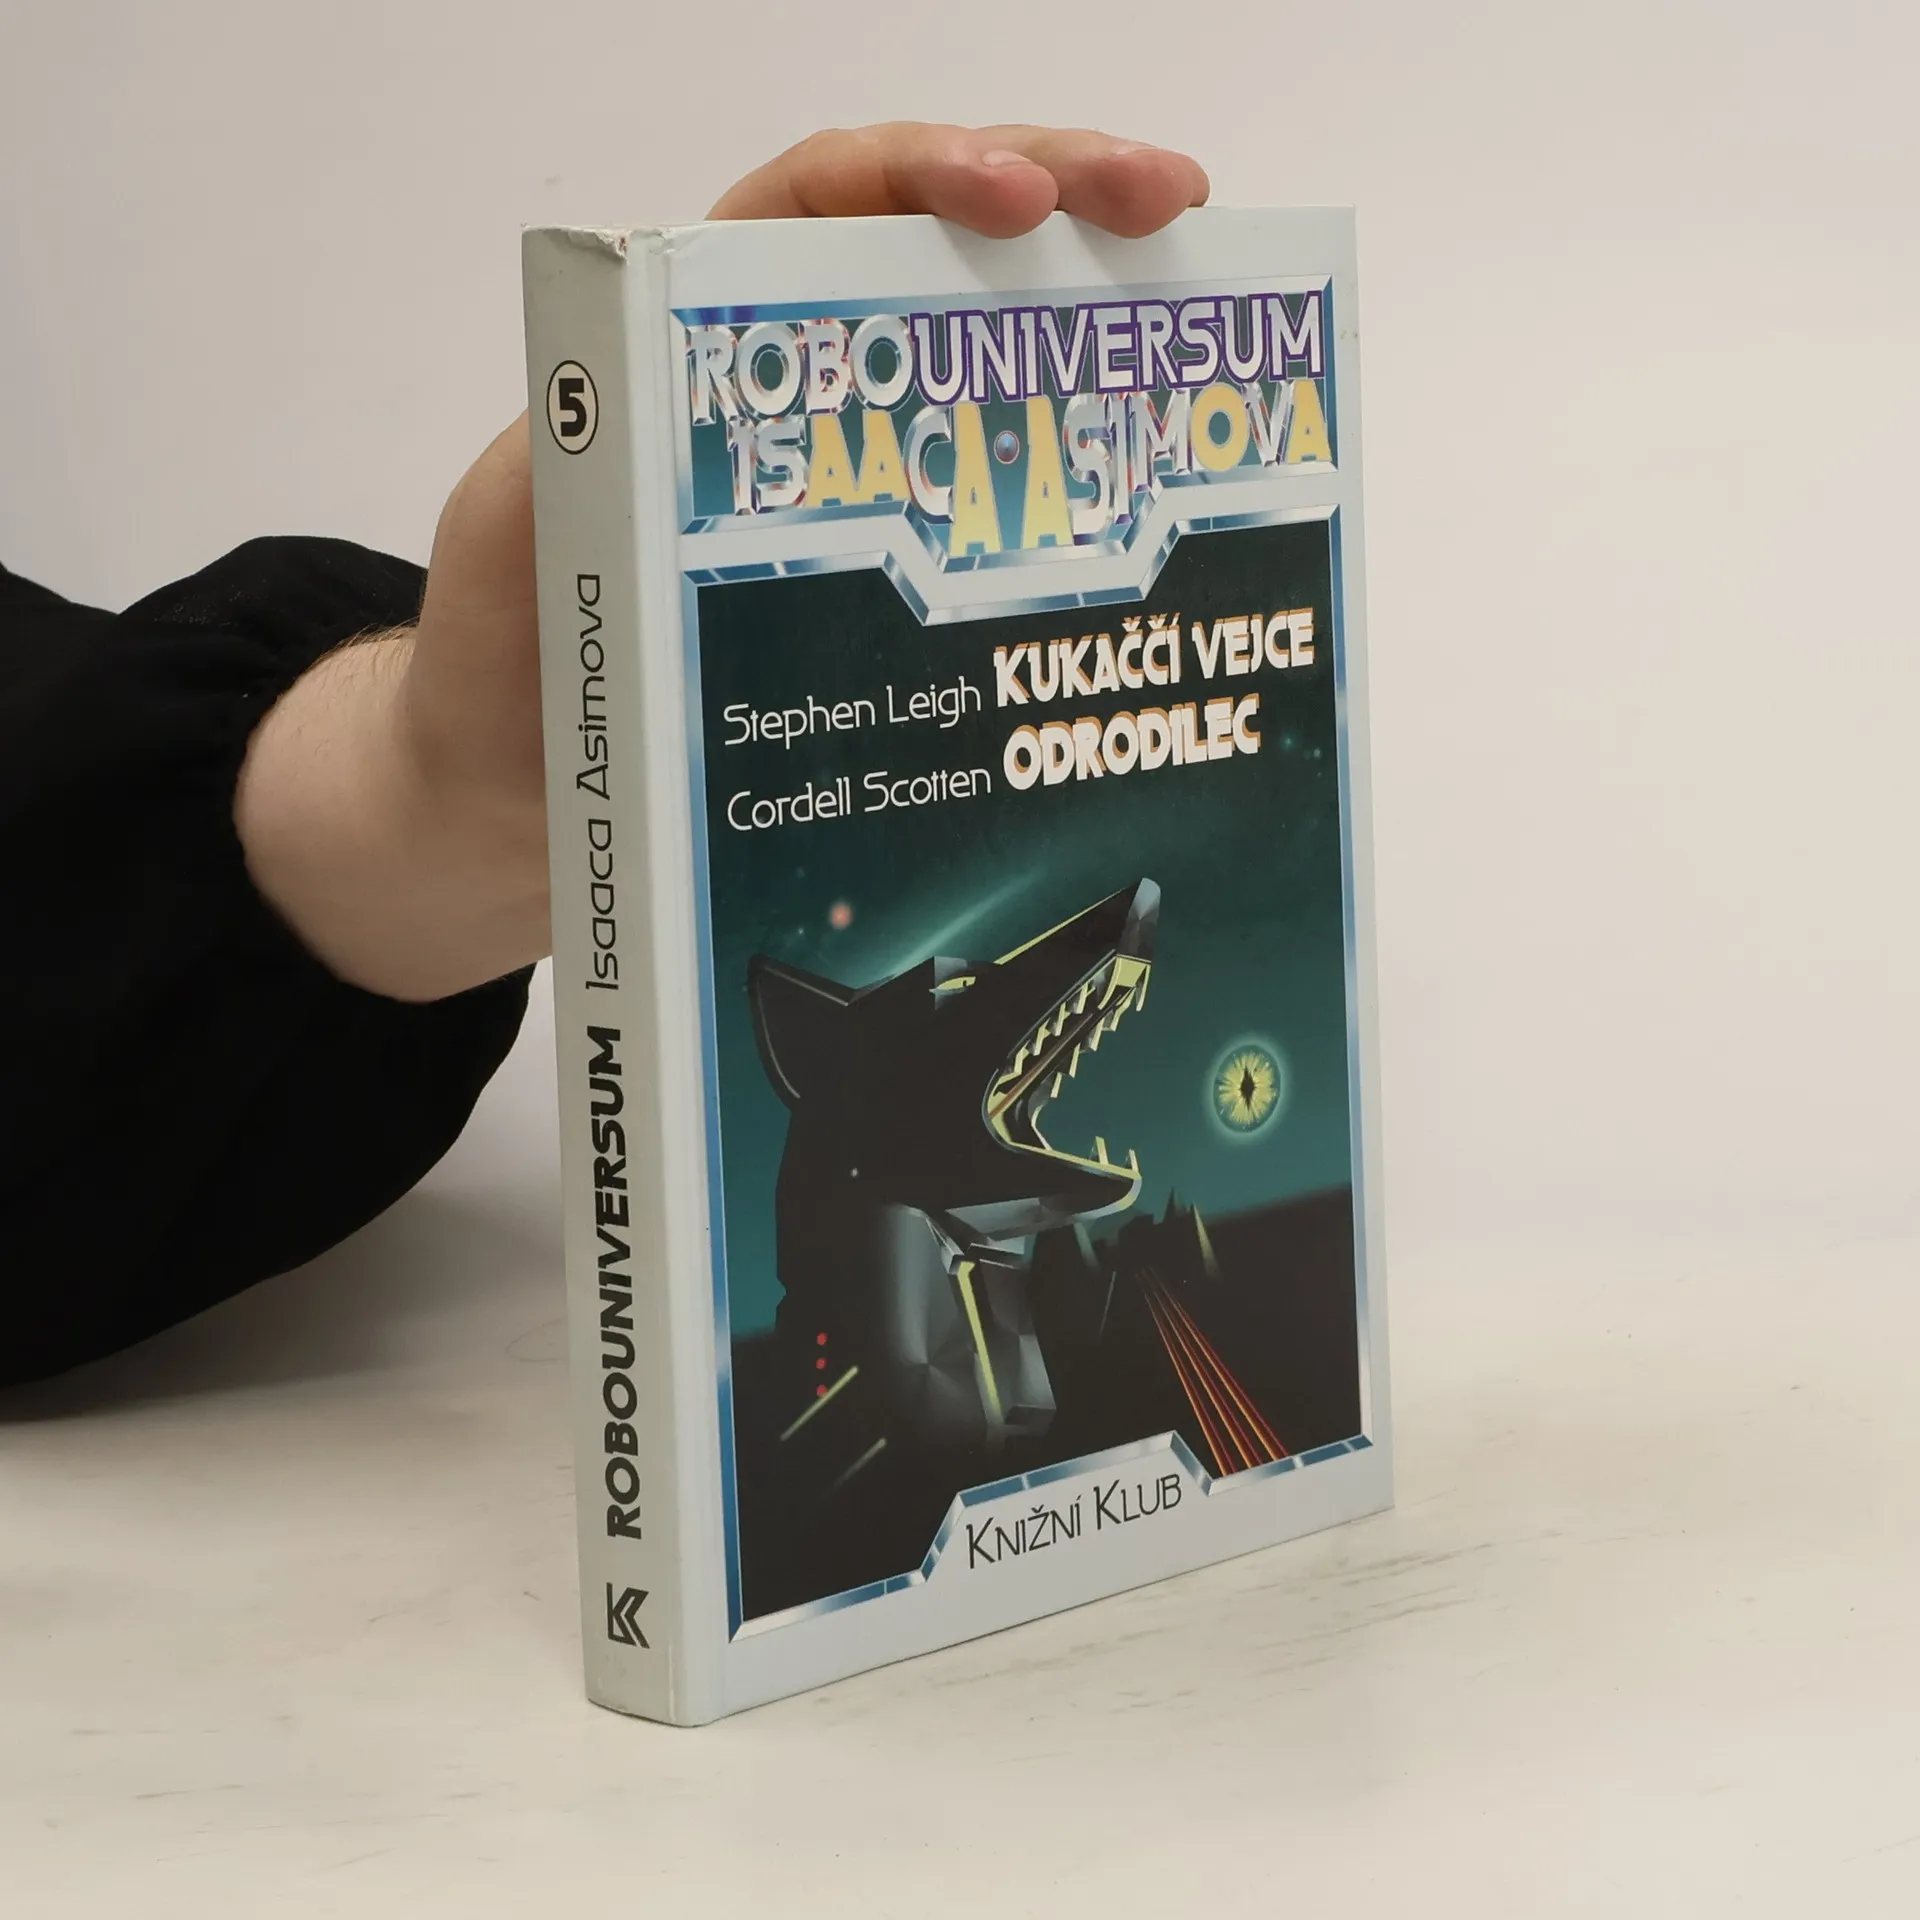 ROBOUNIVERSUM
ISAACA ASIMOVA
Stephen Leigh KUKAČČÍ VEJCE
Cordell Scotten ODRODILEC
KNIŽNÍ KLUB
5
ROBOUNIVERSUM Isaaca Asimova